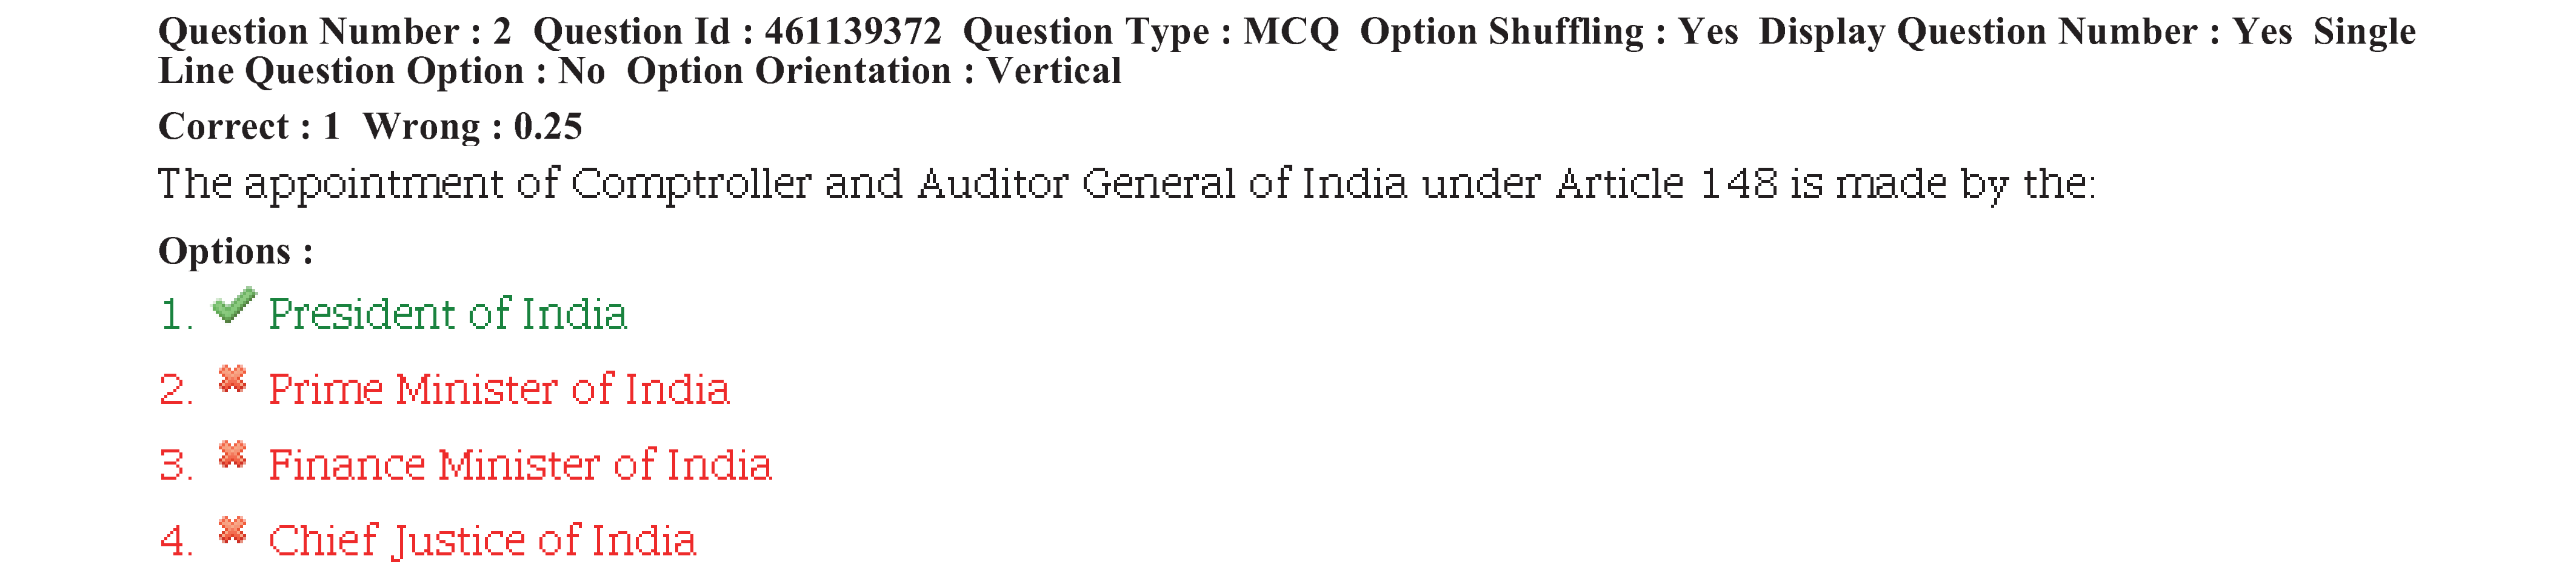 Question Number : 2 Question Id : 461139372 Question Type : MCQ Option Shuffling : Yes Display Question Number : Yes Single
Line Question Option : No Option Orientation : Vertical
Correct : 1 Wrong : 0.25
The appointment of Comptroller and Auditor General of India under Article 148 is made by the:
Options :
1. President of India
2. Prime Minister of India
3. Finance Minister of India
4. Chief Justice of India